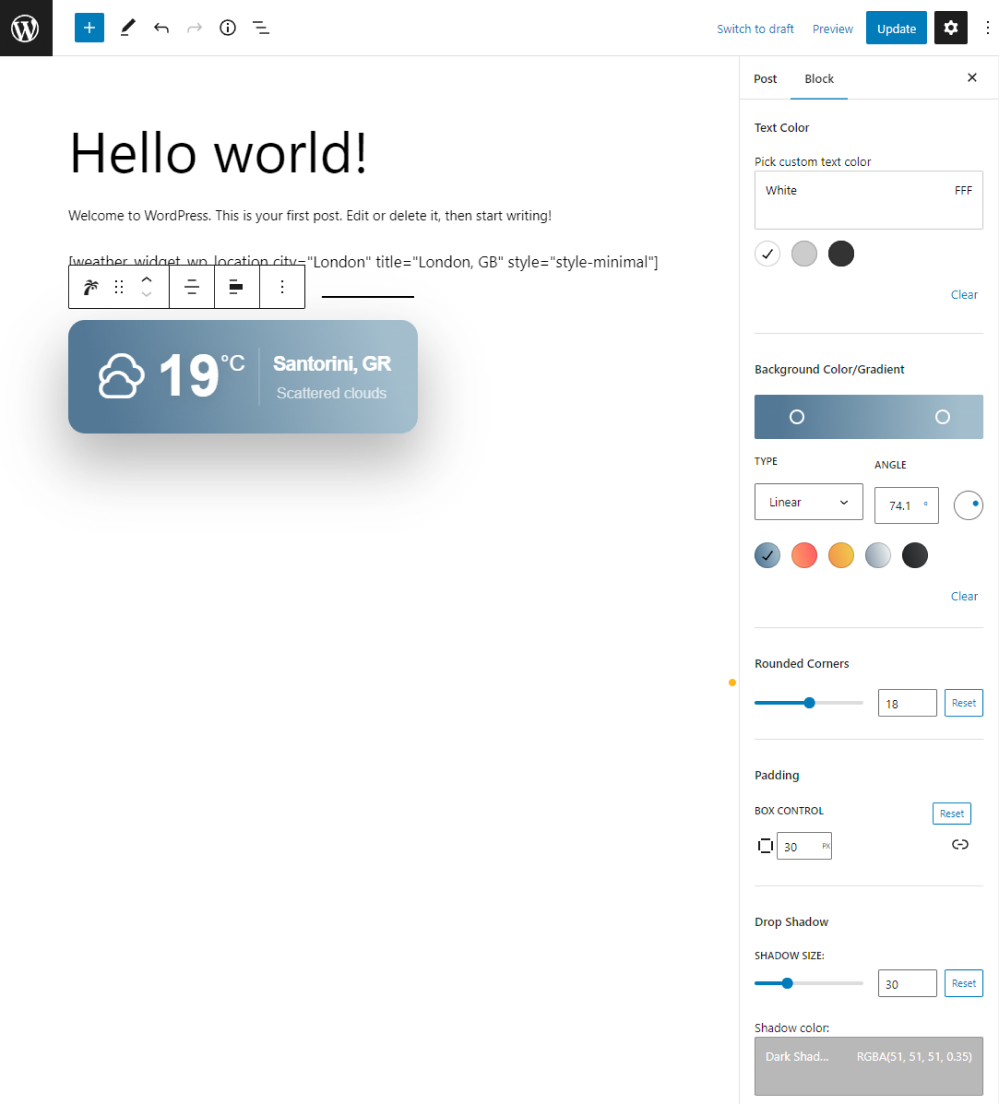 Switch to draft
Preview
Update
Post
Block
Hello world!
Welcome to WordPress. This is your first post. Edit or delete it, then start writing!
[weather_widget_wp_location city="London" title="London, GB" style="style-minimal"]
19°C
Santorini, GR
Scattered clouds
Text Color
Pick custom text color
White
FFF
Clear
Background Color/Gradient
TYPE
ANGLE
Linear
74.1 °
Clear
Rounded Corners
18
Reset
Padding
BOX CONTROL
Reset
30 PX
Drop Shadow
SHADOW SIZE:
30
Reset
Shadow color:
Dark Shad...
RGBA(51, 51, 51, 0.35)